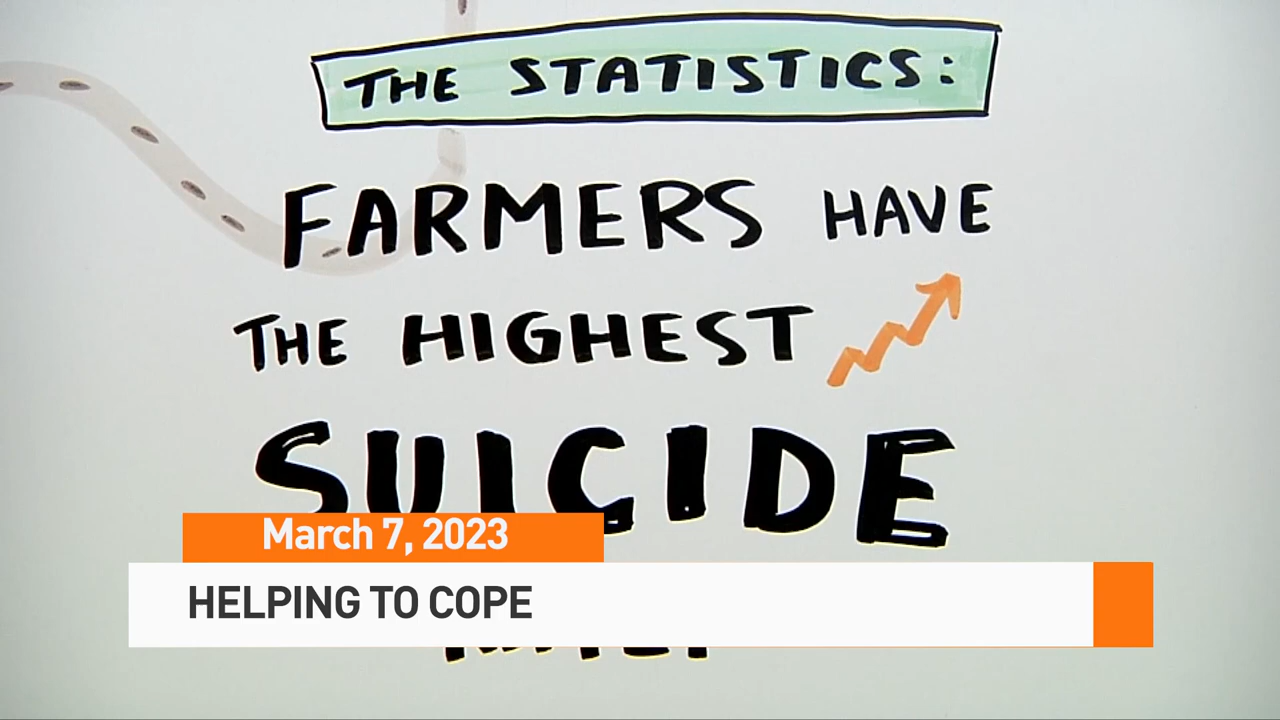 THE STATISTICS:
FARMERS HAVE
THE HIGHEST
SUICIDE
March 7, 2023
HELPING TO COPE